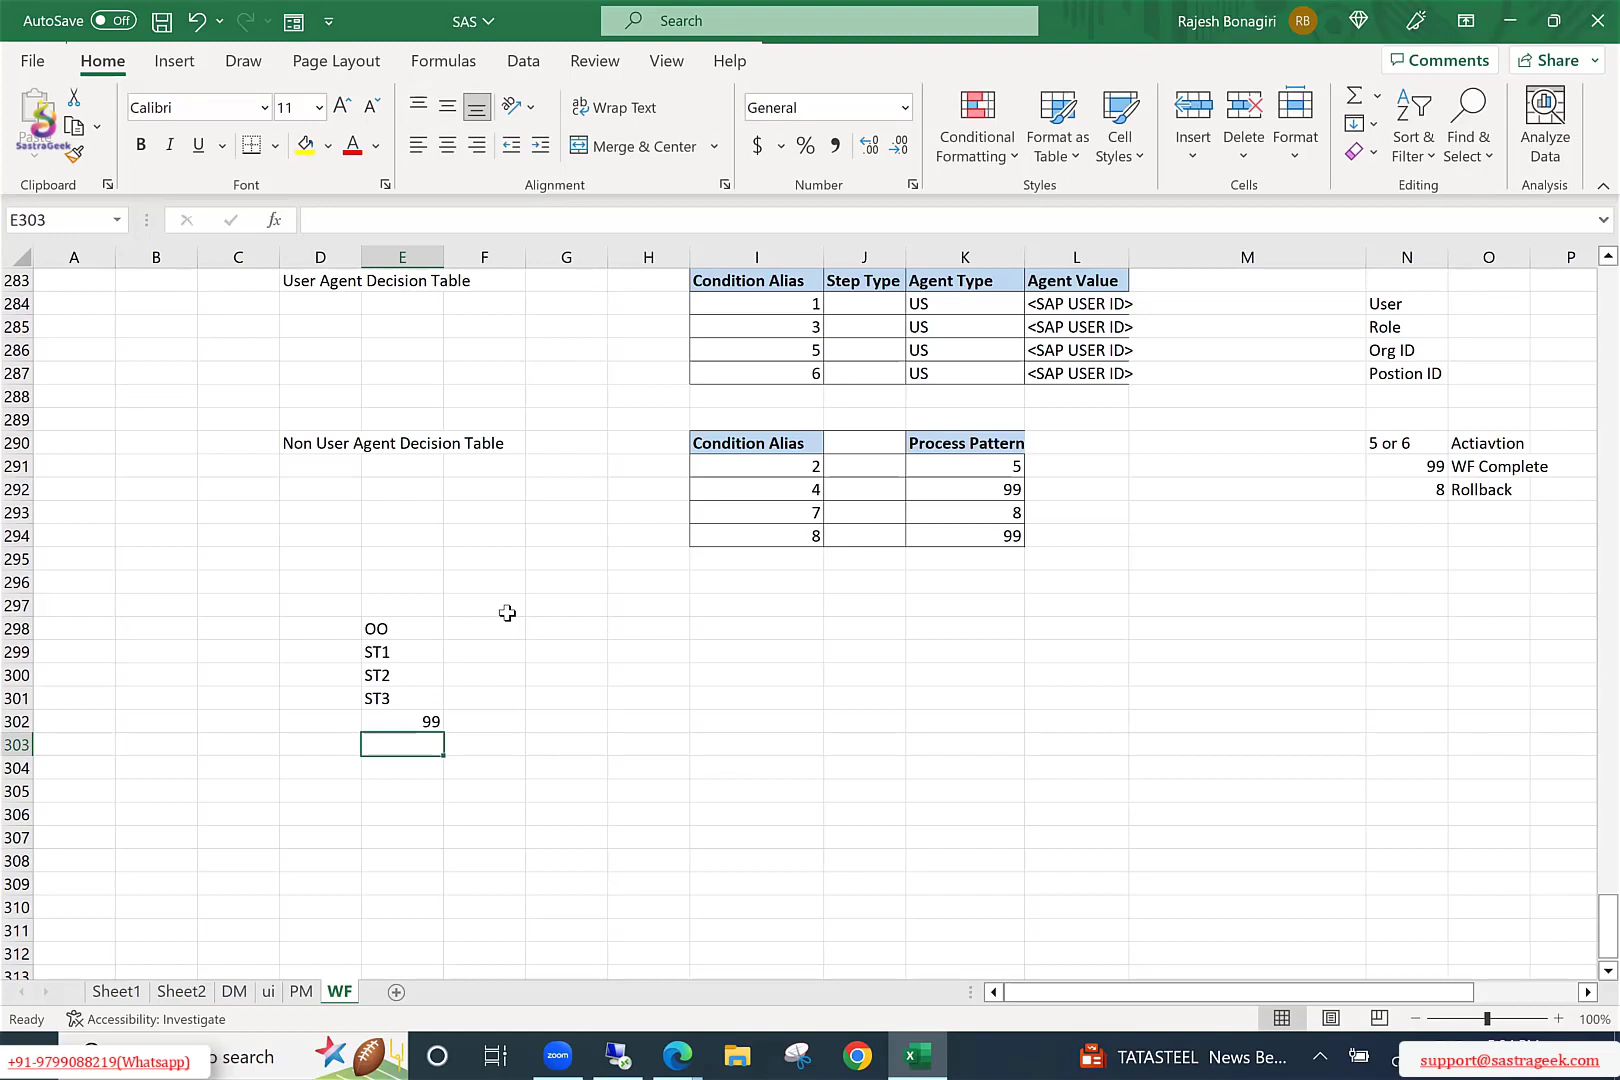 AutoSave Off SAS Search Rajesh Bonagiri RB
File Home Insert Draw Page Layout Formulas Data Review View Help Comments Share
Calibri 11 Wrap Text General
SastraGeek B I U Merge & Center $ % Conditional Formatting Format as Table Cell Styles Insert Delete Format Sort & Filter Find & Select Analyze Data
Clipboard Font Alignment Number Styles Cells Editing Analysis
E303 fx
A B C D E F G H I J K L M N O P
283 User Agent Decision Table Condition Alias Step Type Agent Type Agent Value
284 1 US <SAP USER ID> User
285 3 US <SAP USER ID> Role
286 5 US <SAP USER ID> Org ID
287 6 US <SAP USER ID> Postion ID
288
289
290 Non User Agent Decision Table Condition Alias Process Pattern 5 or 6 Actiavtion
291 2 5 99 WF Complete
292 4 99 8 Rollback
293 7 8
294 8 99
295
296
297
298 OO
299 ST1
300 ST2
301 ST3
302 99
303
304
305
306
307
308
309
310
311
312
313
Sheet1 Sheet2 DM ui PM WF
Ready Accessibility: Investigate 100%
+91-9799088219(Whatsapp) search zoom TATASTEEL News Be... support@sastrageek.com